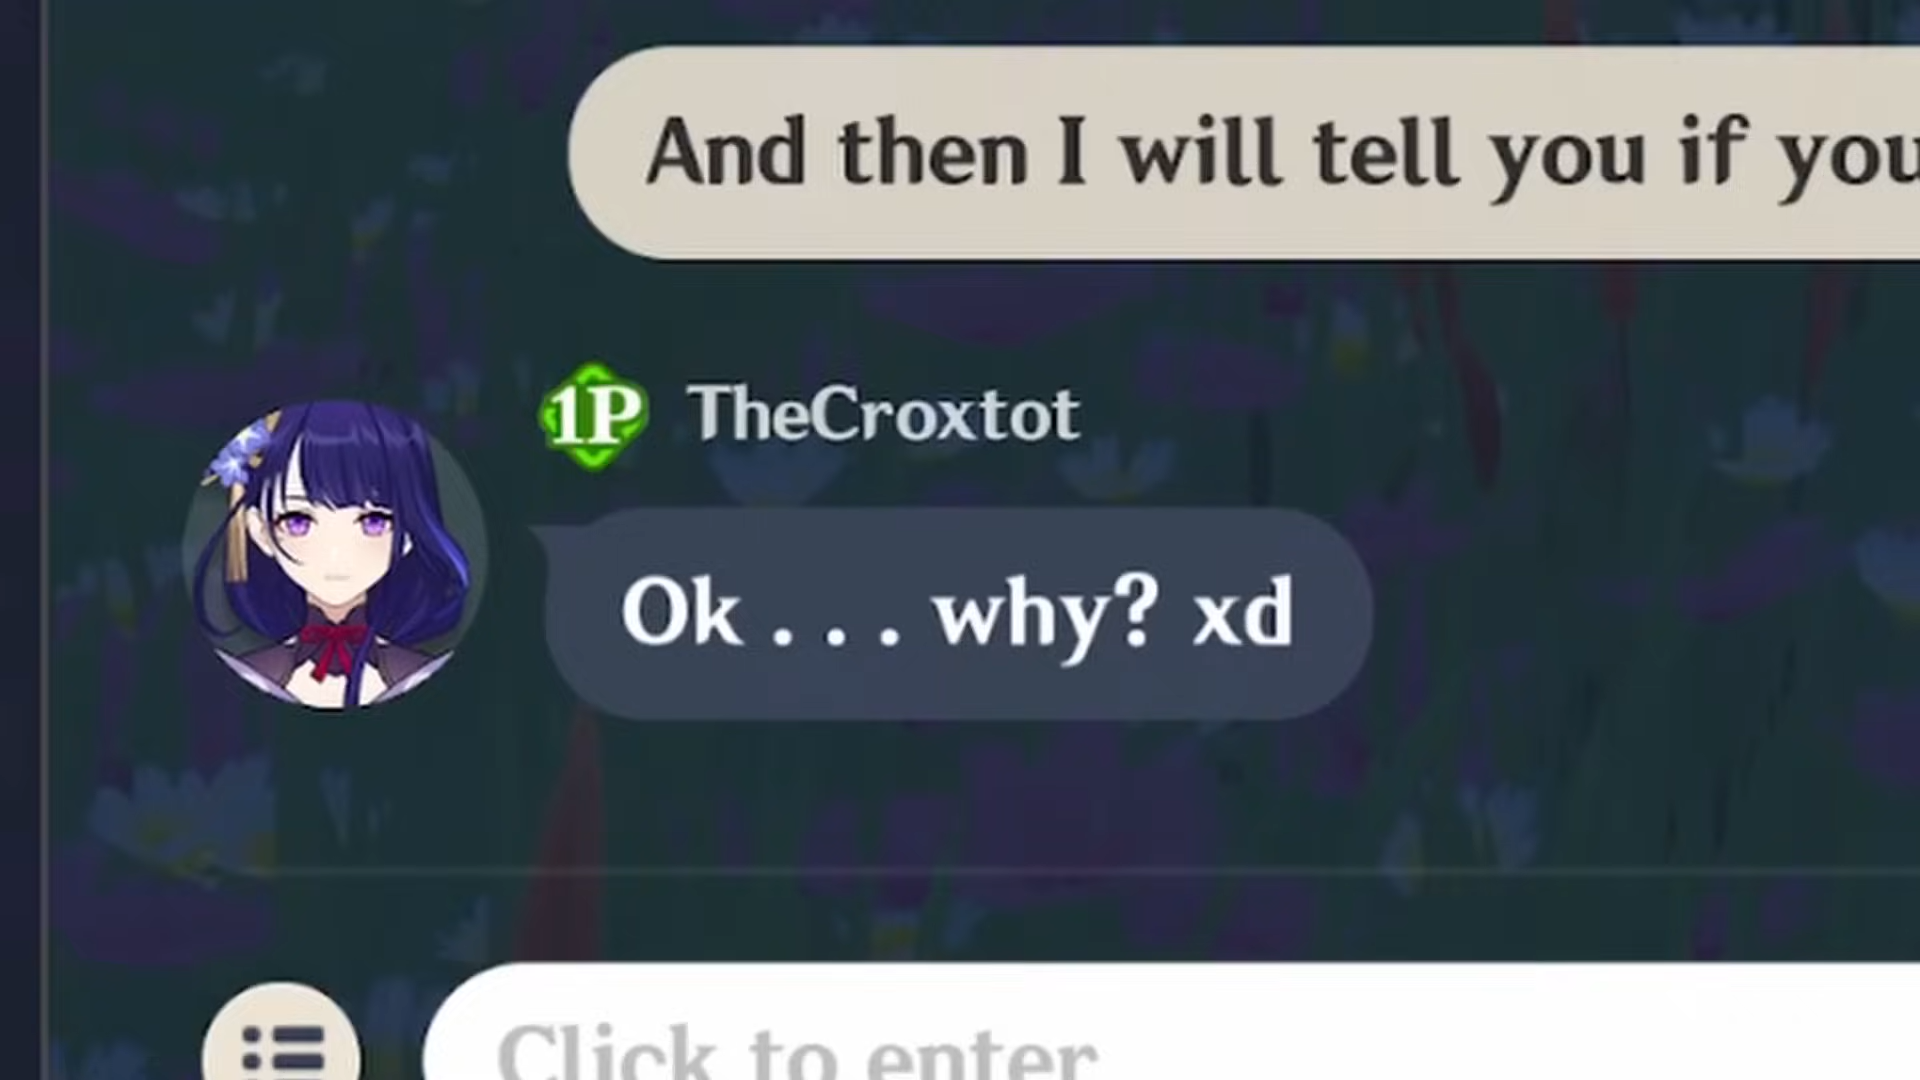 And then I will tell you if you
1P TheCroxtot
Ok . . . why? xd
Click to enter